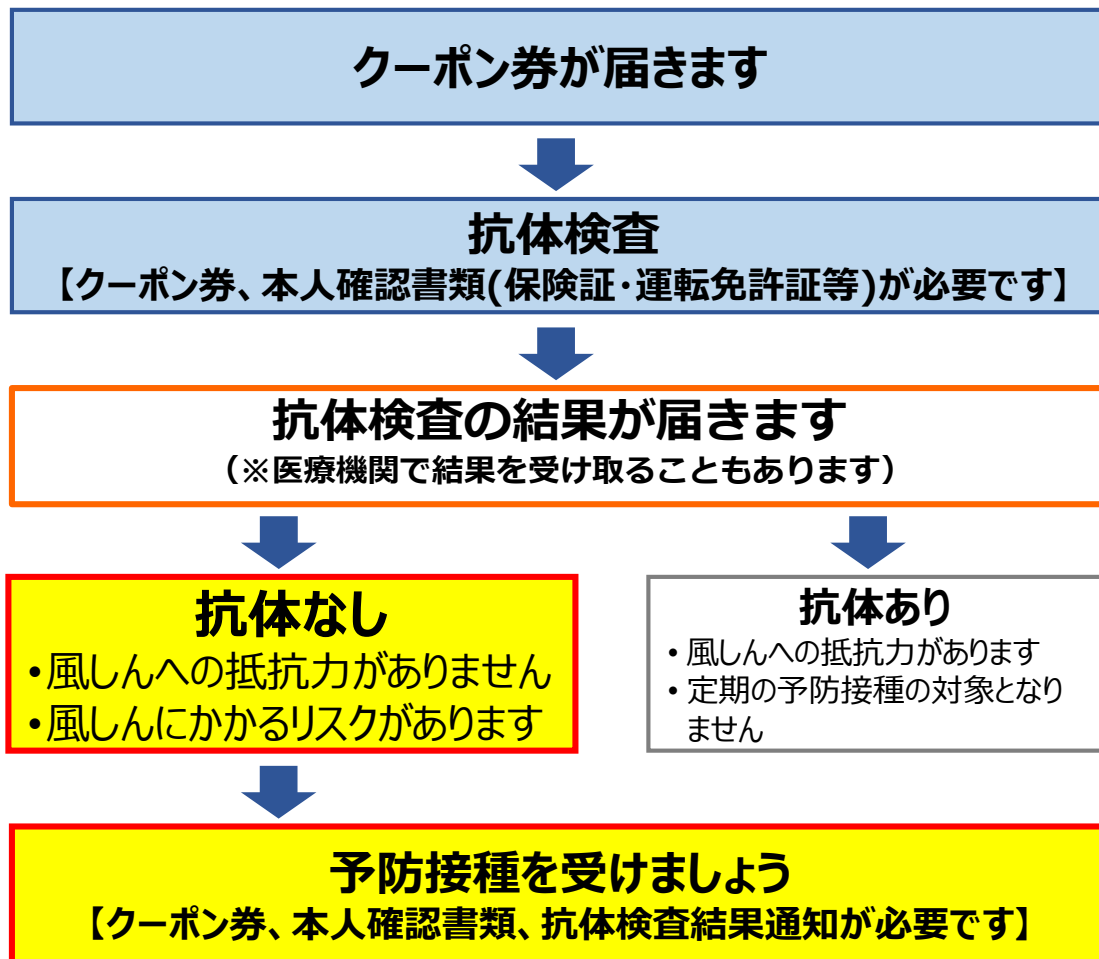 クーポン券が届きます
抗体検査
【クーポン券、本人確認書類(保険証・運転免許証等)が必要です】
抗体検査の結果が届きます
（※医療機関で結果を受け取ることもあります）
抗体なし
•風しんへの抵抗力がありません
•風しんにかかるリスクがあります
抗体あり
• 風しんへの抵抗力があります
• 定期の予防接種の対象となり
ません
予防接種を受けましょう
【クーポン券、本人確認書類、抗体検査結果通知が必要です】